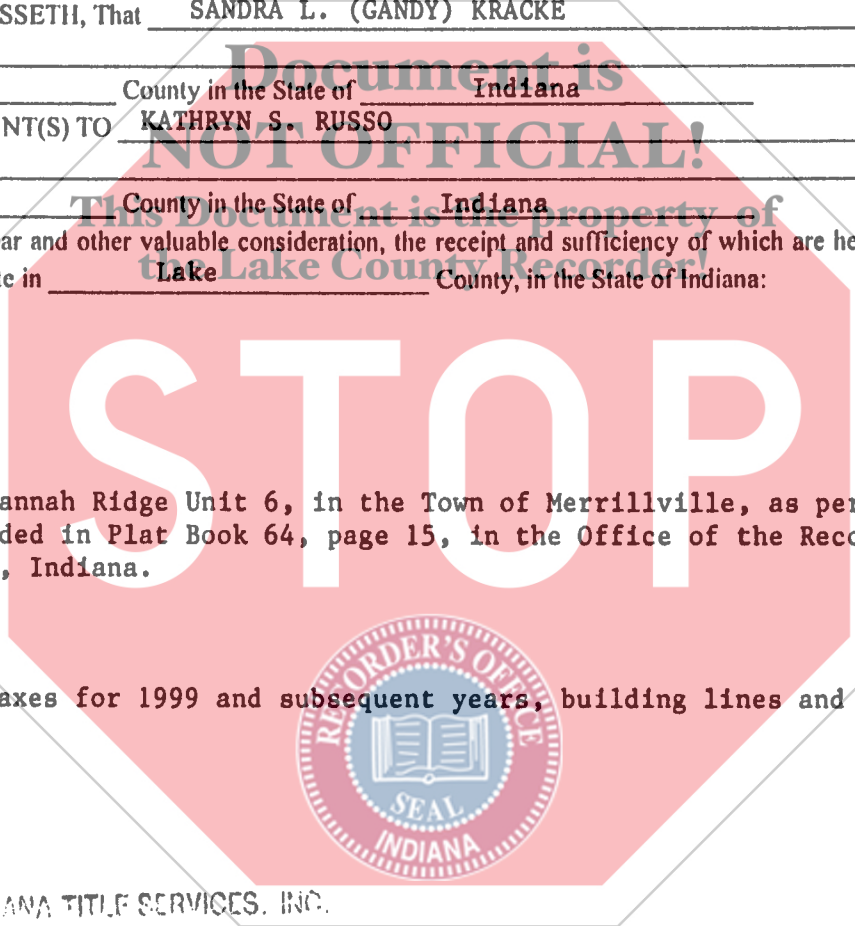 SSETH, That SANDRA L. (GANDY) KRACKE
Document is
County in the State of Indiana
NT(S) TO KATHRYN S. RUSSO
NOT OFFICIAL!
County in the State of Indiana
This Document is the property of
ar and other valuable consideration, the receipt and sufficiency of which are he
the Lake County Recorder!
e in Lake County, in the State of Indiana:
STOP
annah Ridge Unit 6, in the Town of Merrillville, as per
ded in Plat Book 64, page 15, in the Office of the Reco
, Indiana.
RECORDER'S OFFICE
axes for 1999 and subsequent years, building lines and
SEAL
INDIANA
ANA TITLE SERVICES, INC.